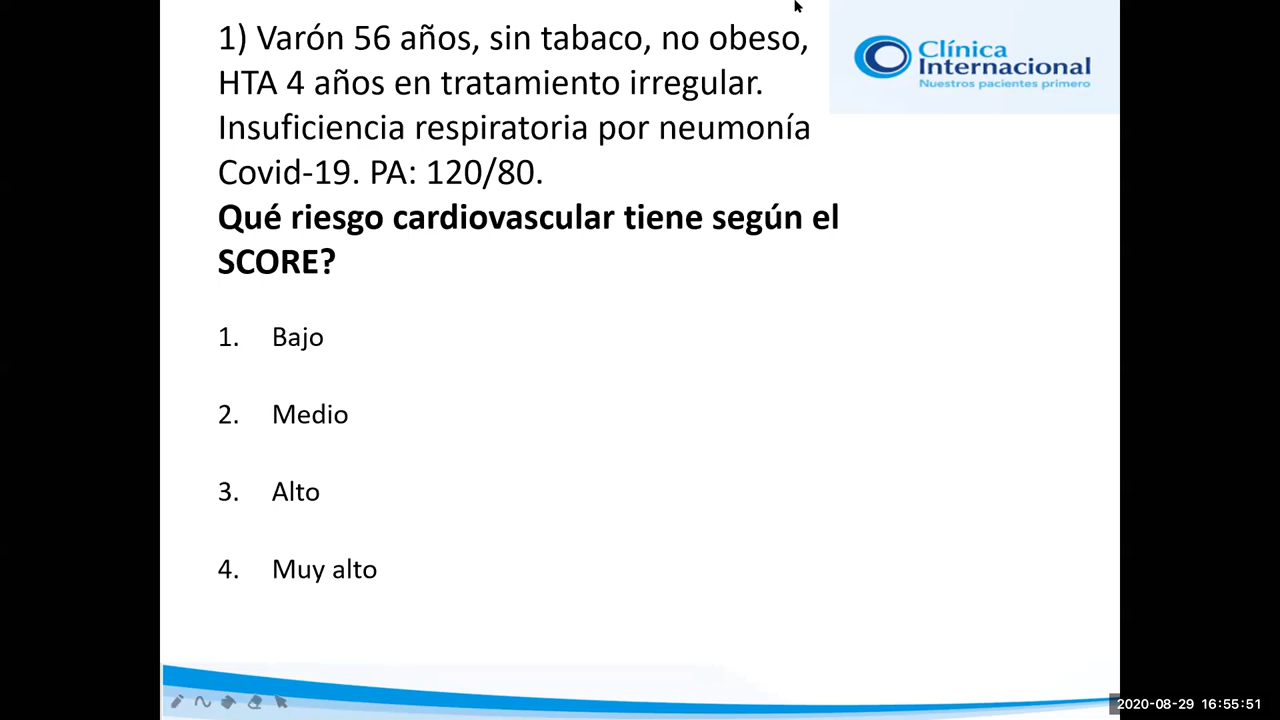 1) Varón 56 años, sin tabaco, no obeso,
HTA 4 años en tratamiento irregular.
Insuficiencia respiratoria por neumonía
Covid-19. PA: 120/80.
Qué riesgo cardiovascular tiene según el
SCORE?
Clínica
Internacional
Nuestros pacientes primero
1. Bajo
2. Medio
3. Alto
4. Muy alto
2020-08-29 16:55:51